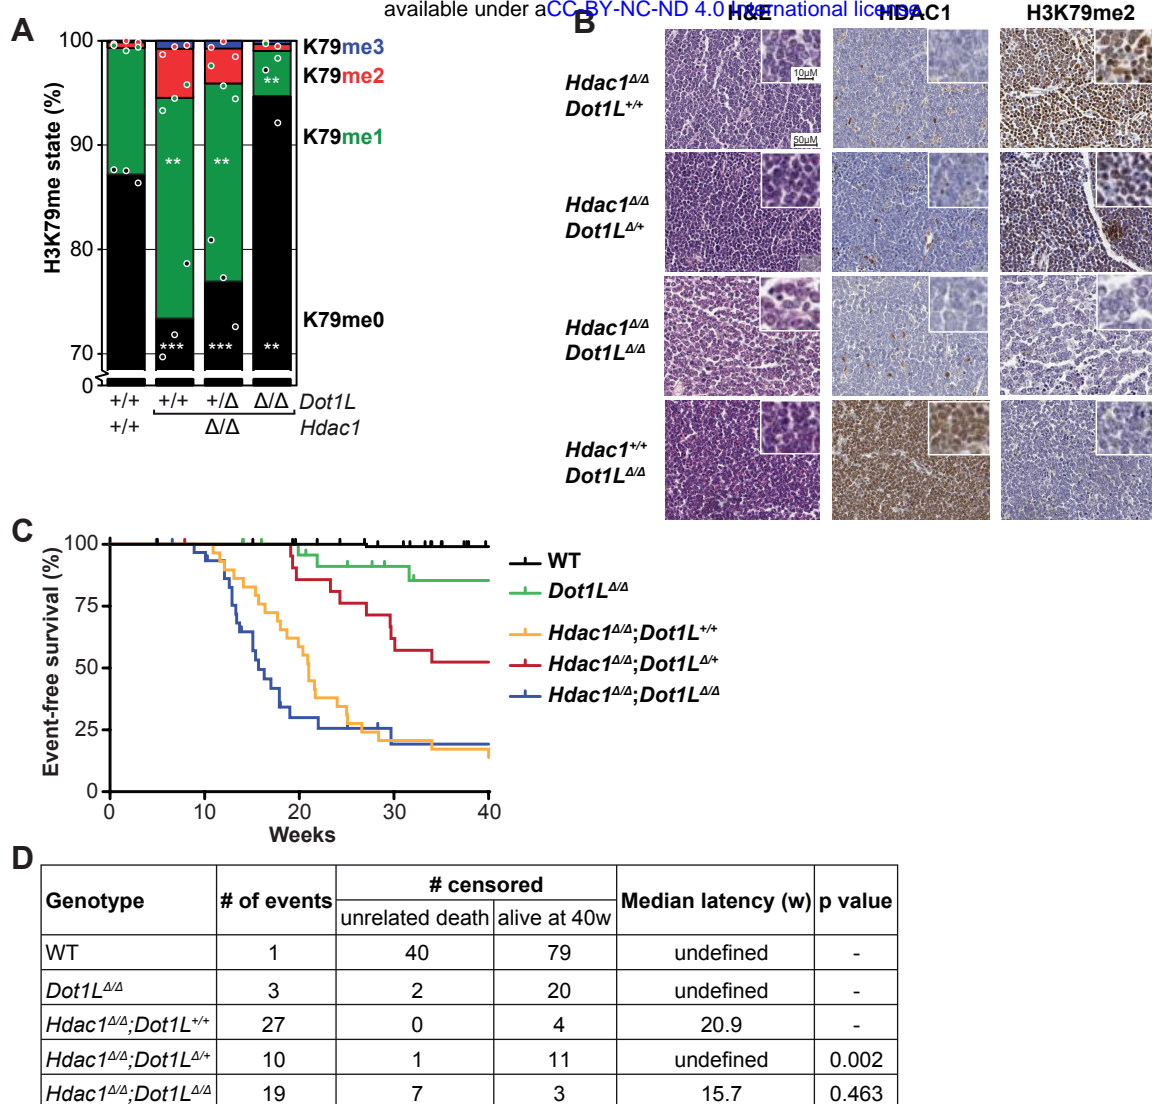 available under aCC-BY-NC-ND 4.0 International license.
A
H3K79me state (%)
100
90
80
70
0
K79me3
K79me2
K79me1
K79me0
**
**
**
***
***
**
+/+ +/+ +/Δ Δ/Δ Dot1L
+/+ Δ/Δ Hdac1
B
H&E HDAC1 H3K79me2
Hdac1Δ/Δ
Dot1L+/+
10µM
50µM
Hdac1Δ/Δ
Dot1LΔ/+
Hdac1Δ/Δ
Dot1LΔ/Δ
Hdac1+/+
Dot1LΔ/Δ
C
Event-free survival (%)
100
75
50
25
0
0 10 20 30 40
Weeks
WT
Dot1LΔ/Δ
Hdac1Δ/Δ;Dot1L+/+
Hdac1Δ/Δ;Dot1LΔ/+
Hdac1Δ/Δ;Dot1LΔ/Δ
D
Genotype # of events # censored Median latency (w) p value
unrelated death alive at 40w
WT 1 40 79 undefined -
Dot1LΔ/Δ 3 2 20 undefined -
Hdac1Δ/Δ;Dot1L+/+ 27 0 4 20.9 -
Hdac1Δ/Δ;Dot1LΔ/+ 10 1 11 undefined 0.002
Hdac1Δ/Δ;Dot1LΔ/Δ 19 7 3 15.7 0.463